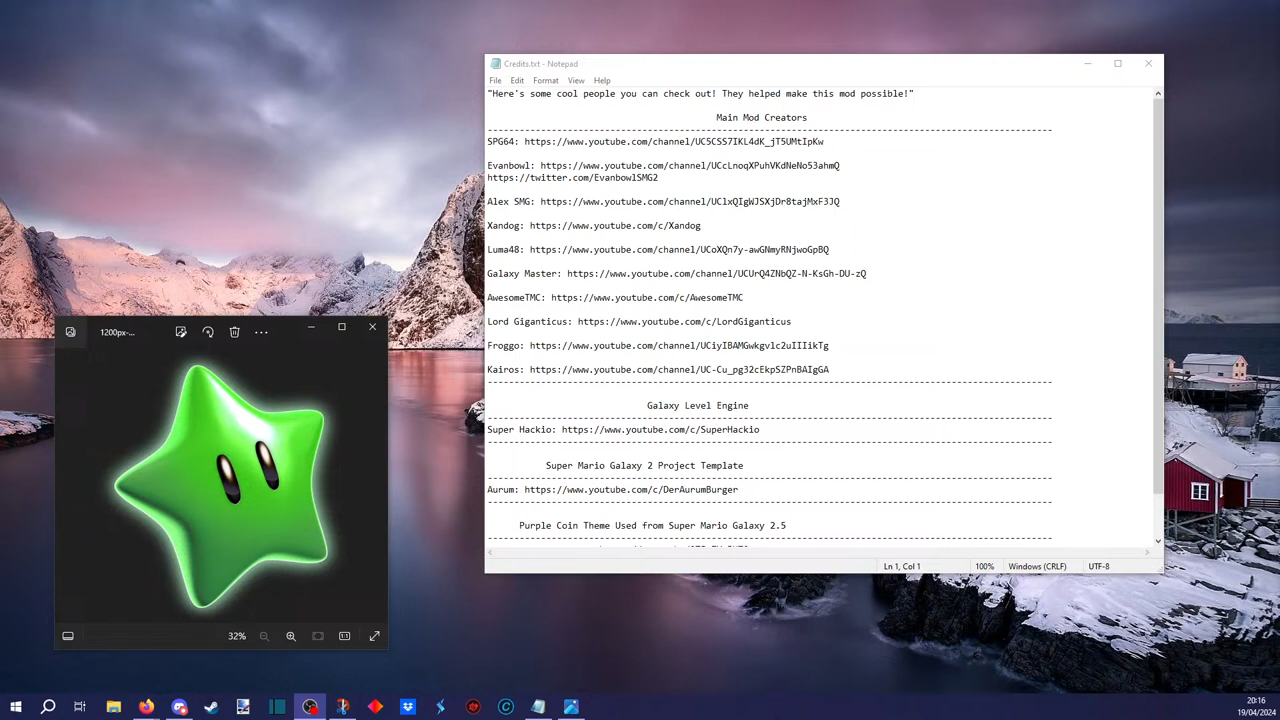 Credits.txt - Notepad
File Edit Format View Help
"Here's some cool people you can check out! They helped make this mod possible!"
Main Mod Creators
SPG64: https://www.youtube.com/channel/UC5CSS7IKL4dK_jT5UMtIpKw
Evanbowl: https://www.youtube.com/channel/UCcLnoqXPuhVKdNeNo53ahmQ
https://twitter.com/EvanbowlSMG2
Alex SMG: https://www.youtube.com/channel/UClxQIgWJSXjDr8tajMxF3JQ
Xandog: https://www.youtube.com/c/Xandog
Luma48: https://www.youtube.com/channel/UCoXQn7y-awGNmyRNjwoGpBQ
Galaxy Master: https://www.youtube.com/channel/UCUrQ4ZNbQZ-N-KsGh-DU-zQ
AwesomeTMC: https://www.youtube.com/c/AwesomeTMC
Lord Giganticus: https://www.youtube.com/c/LordGiganticus
Froggo: https://www.youtube.com/channel/UCiyIBAMGwkgvlc2uIIIikTg
Kairos: https://www.youtube.com/channel/UC-Cu_pg32cEkpSZPnBAIgGA
Galaxy Level Engine
Super Hackio: https://www.youtube.com/c/SuperHackio
Super Mario Galaxy 2 Project Template
Aurum: https://www.youtube.com/c/DerAurumBurger
Purple Coin Theme Used from Super Mario Galaxy 2.5
Ln 1, Col 1 100% Windows (CRLF) UTF-8
1200px-...
32%
20:16
19/04/2024